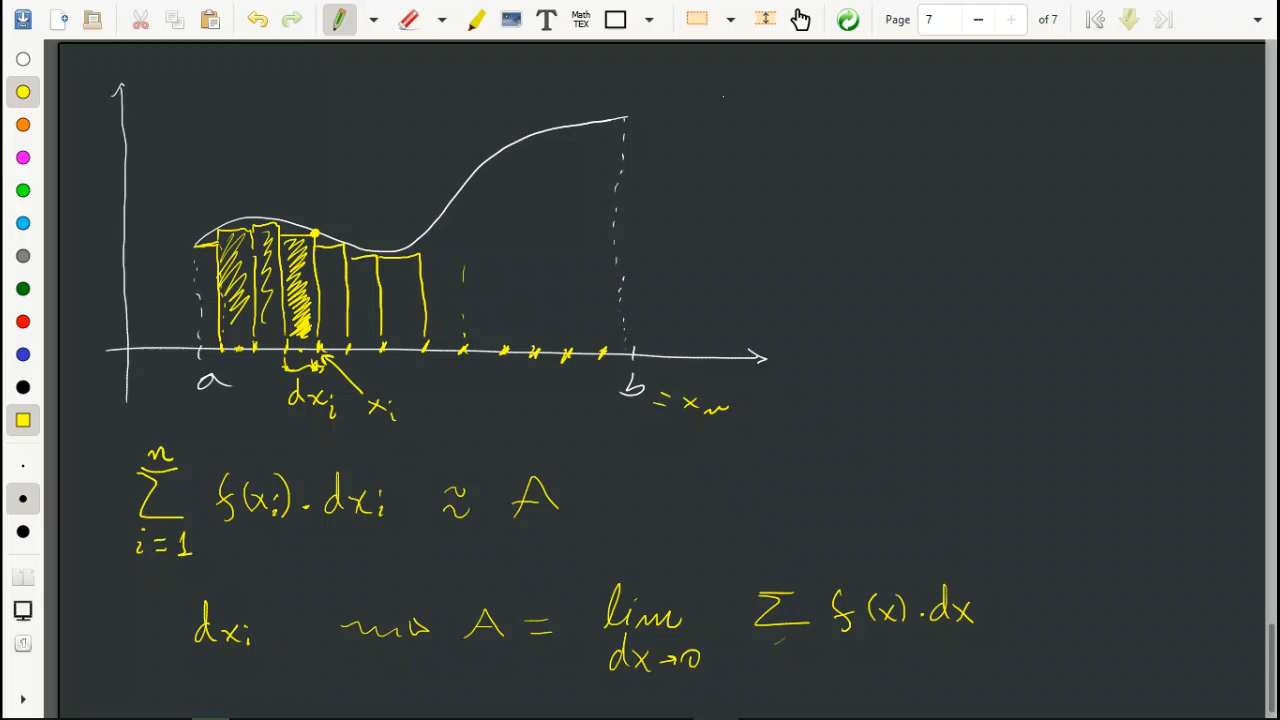 Math
TEX
Page 7 of 7
a
dxᵢ
xᵢ
b = xₙ
n
∑ f(xᵢ) · dxᵢ ≈ A
i=1
dxᵢ ⇝ A = lim ∑ f(x) · dx
dx→0